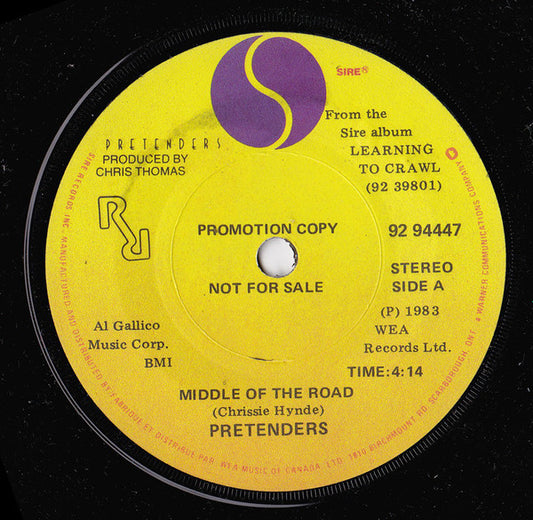 SIRE®
From the
Sire album
LEARNING
TO CRAWL
(92 39801)
PRETENDERS
PRODUCED BY
CHRIS THOMAS
PROMOTION COPY
NOT FOR SALE
92 94447
STEREO
SIDE A
(P) 1983
WEA
Records Ltd.
TIME:4:14
Al Gallico
Music Corp.
BMI
MIDDLE OF THE ROAD
(Chrissie Hynde)
PRETENDERS
SIRE RECORDS INC. MANUFACTURED AND DISTRIBUTED BY/FABRIQUE ET DISTRIBUE PAR WEA MUSIC OF CANADA LTD. 1810 BIRCHMOUNT RD. SCARBOROUGH, ONT. A WARNER COMMUNICATIONS COMPANY